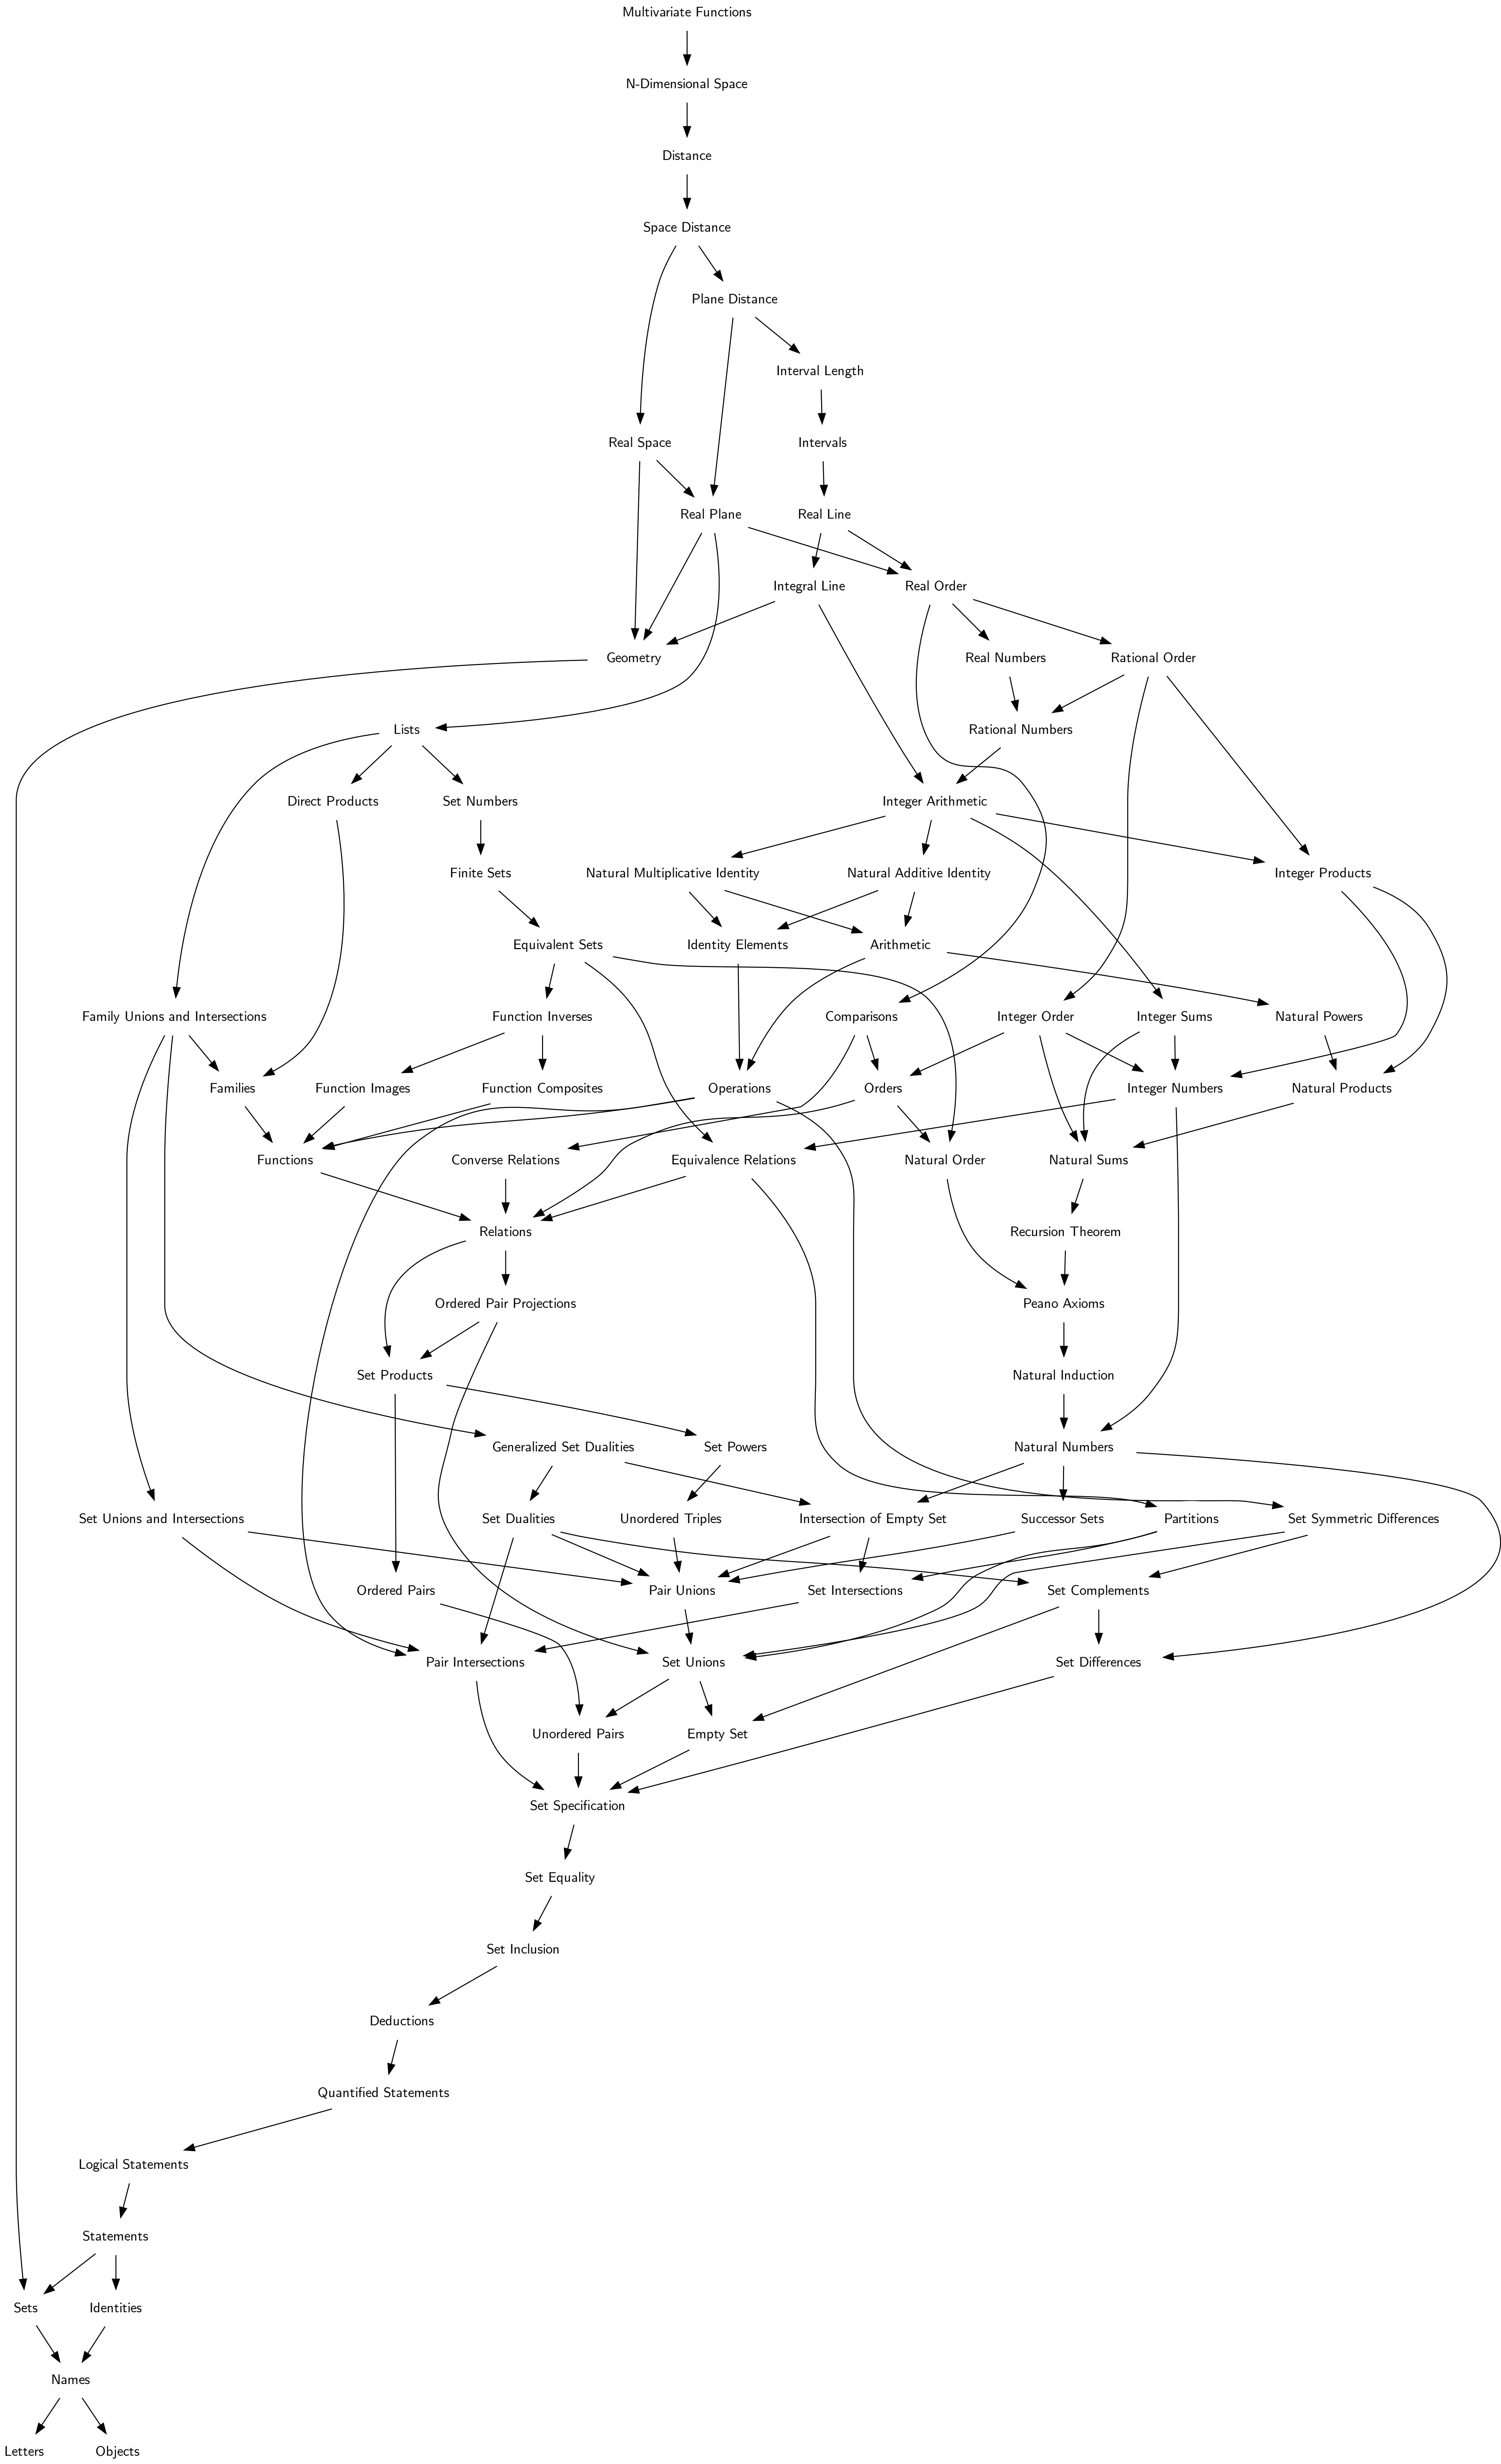 Multivariate Functions
N-Dimensional Space
Distance
Space Distance
Plane Distance
Interval Length
Real Space
Intervals
Real Plane
Real Line
Integral Line
Real Order
Geometry
Real Numbers
Rational Order
Lists
Rational Numbers
Direct Products
Set Numbers
Integer Arithmetic
Finite Sets
Natural Multiplicative Identity
Natural Additive Identity
Integer Products
Equivalent Sets
Identity Elements
Arithmetic
Family Unions and Intersections
Function Inverses
Comparisons
Integer Order
Integer Sums
Natural Powers
Families
Function Images
Function Composites
Operations
Orders
Integer Numbers
Natural Products
Functions
Converse Relations
Equivalence Relations
Natural Order
Natural Sums
Relations
Recursion Theorem
Ordered Pair Projections
Peano Axioms
Set Products
Natural Induction
Generalized Set Dualities
Set Powers
Natural Numbers
Set Unions and Intersections
Set Dualities
Unordered Triples
Intersection of Empty Set
Successor Sets
Partitions
Set Symmetric Differences
Ordered Pairs
Pair Unions
Set Intersections
Set Complements
Pair Intersections
Set Unions
Set Differences
Unordered Pairs
Empty Set
Set Specification
Set Equality
Set Inclusion
Deductions
Quantified Statements
Logical Statements
Statements
Sets
Identities
Names
Letters
Objects